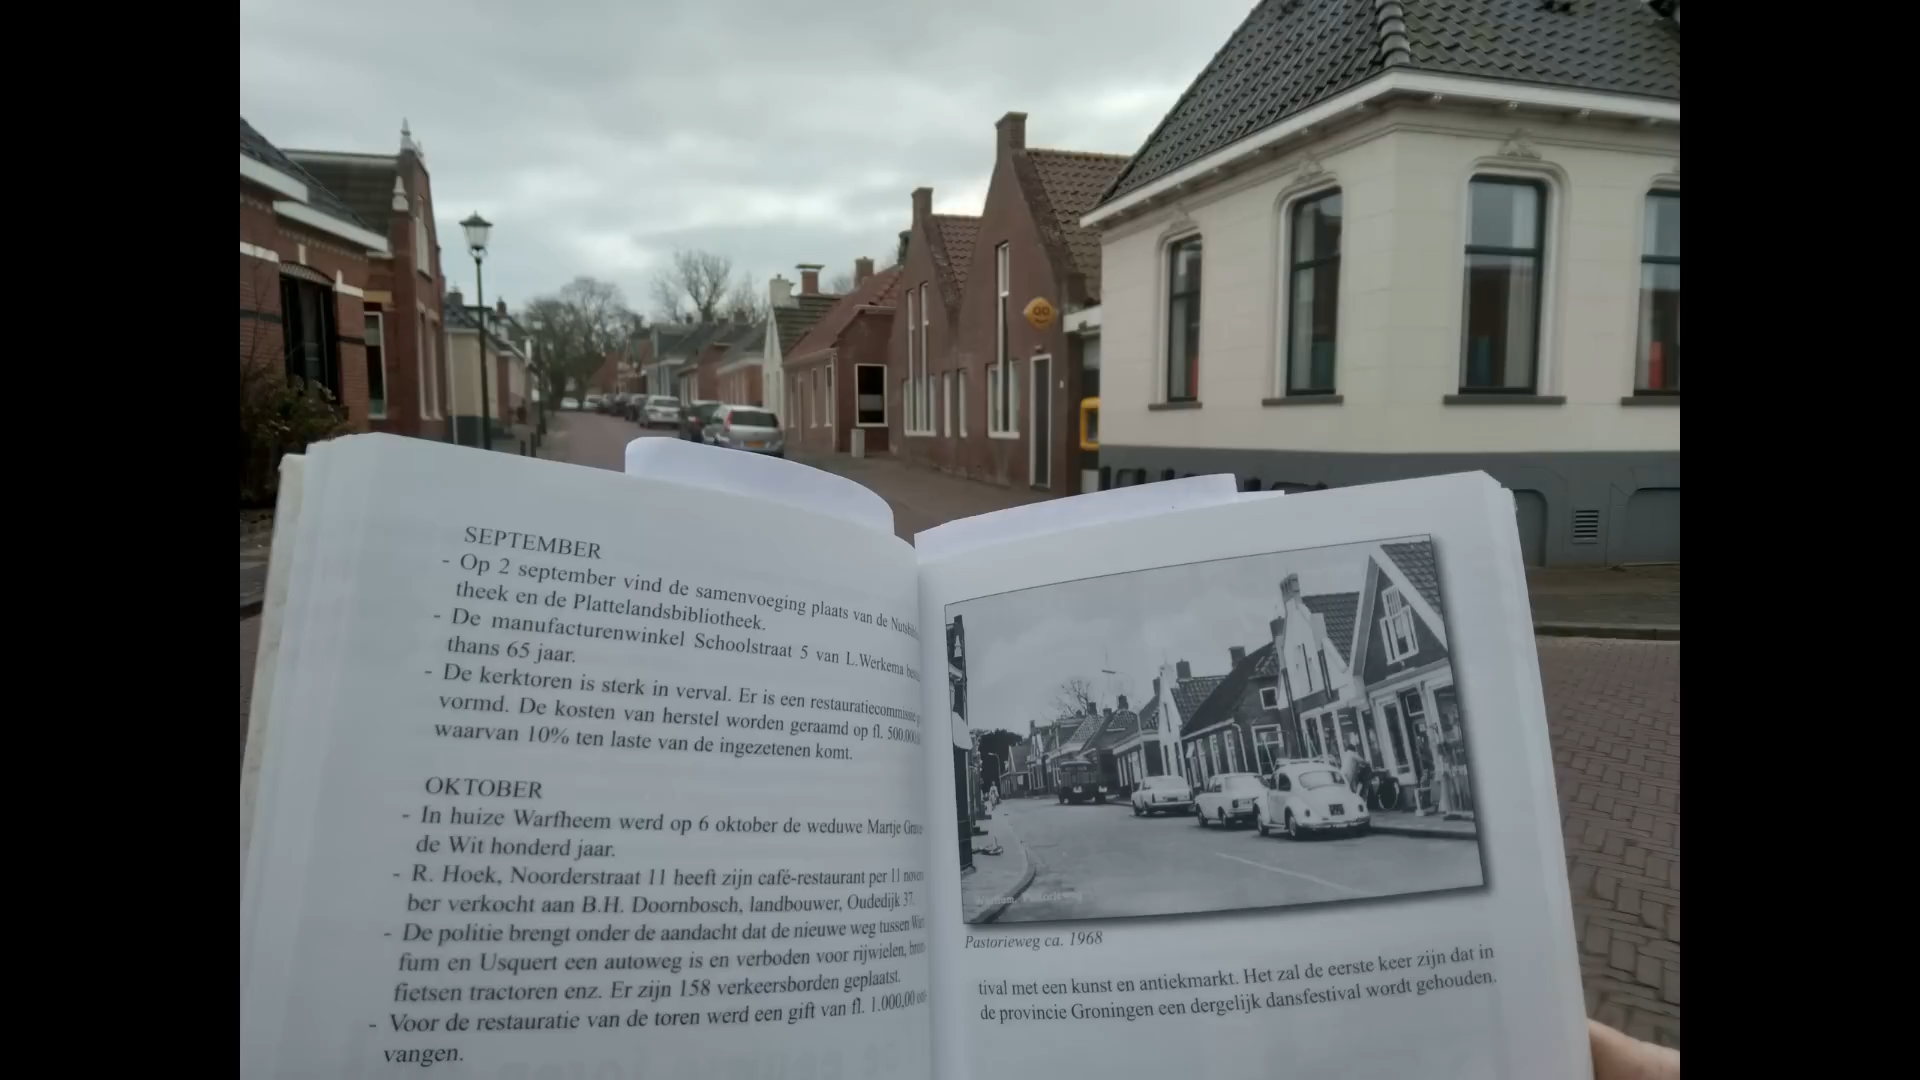 SEPTEMBER
- Op 2 september vind de samenvoeging plaats van de
theek en de Plattelandsbibliotheek.
- De manufacturenwinkel Schoolstraat 5 van L.Werkema
thans 65 jaar.
- De kerktoren is sterk in verval. Er is een restauratiecommissie
vormd. De kosten van herstel worden geraamd op fl. 500.000,
waarvan 10% ten laste van de ingezetenen komt.
OKTOBER
- In huize Warfheem werd op 6 oktober de weduwe Martje
de Wit honderd jaar.
- R. Hoek, Noorderstraat 11 heeft zijn café-restaurant per 11 novem
ber verkocht aan B.H. Doornbosch, landbouwer, Oudedijk 37.
- De politie brengt onder de aandacht dat de nieuwe weg tussen
fum en Usquert een autoweg is en verboden voor rijwielen,
fietsen tractoren enz. Er zijn 158 verkeersborden geplaatst.
- Voor de restauratie van de toren werd een gift van fl. 1.000,00
vangen.
Warffum, Pastorieweg
Pastorieweg ca. 1968
tival met een kunst en antiekmarkt. Het zal de eerste keer zijn dat in
de provincie Groningen een dergelijk dansfestival wordt gehouden.